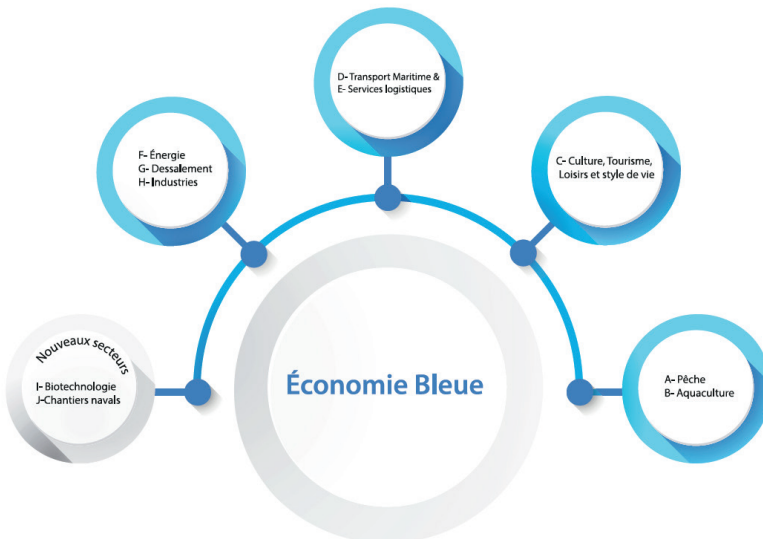 D- Transport Maritime &
E- Services logistiques
F- Énergie
G- Dessalement
H- Industries
C- Culture, Tourisme,
Loisirs et style de vie
Nouveaux secteurs
I- Biotechnologie
J-Chantiers navals
Économie Bleue
A- Pêche
B- Aquaculture